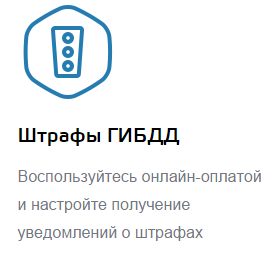 Штрафы ГИБДД
Воспользуйтесь онлайн-оплатой
и настройте получение
уведомлений о штрафах